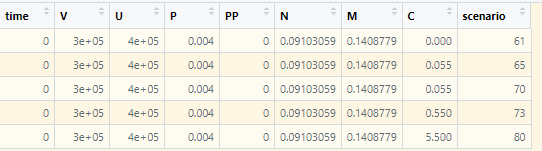 time V U P PP N M C scenario
0 3e+05 4e+05 0.004 0 0.09103059 0.1408779 0.000 61
0 3e+05 4e+05 0.004 0 0.09103059 0.1408779 0.055 65
0 3e+05 4e+05 0.004 0 0.09103059 0.1408779 0.055 70
0 3e+05 4e+05 0.004 0 0.09103059 0.1408779 0.550 73
0 3e+05 4e+05 0.004 0 0.09103059 0.1408779 5.500 80